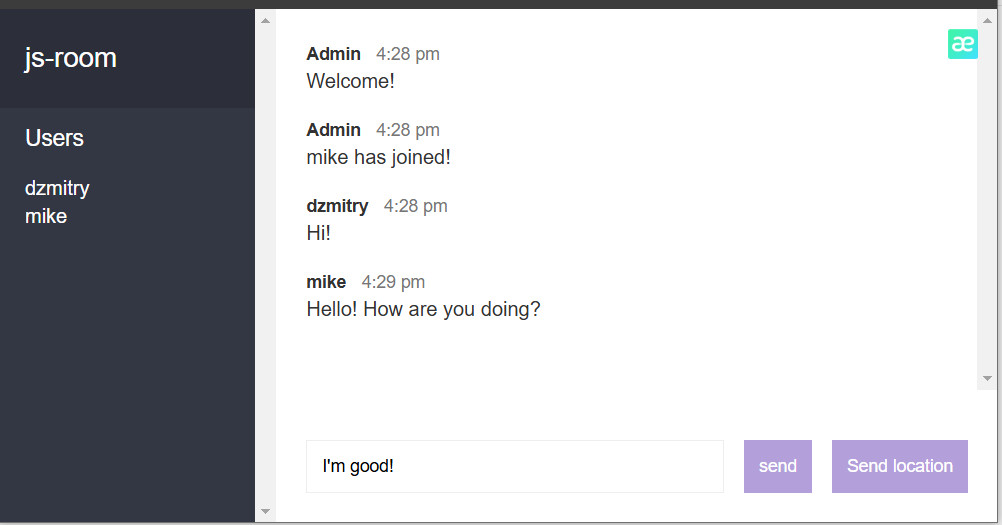 js-room
Users
dzmitry
mike
Admin 4:28 pm
Welcome!
Admin 4:28 pm
mike has joined!
dzmitry 4:28 pm
Hi!
mike 4:29 pm
Hello! How are you doing?
I'm good!
send
Send location
æ